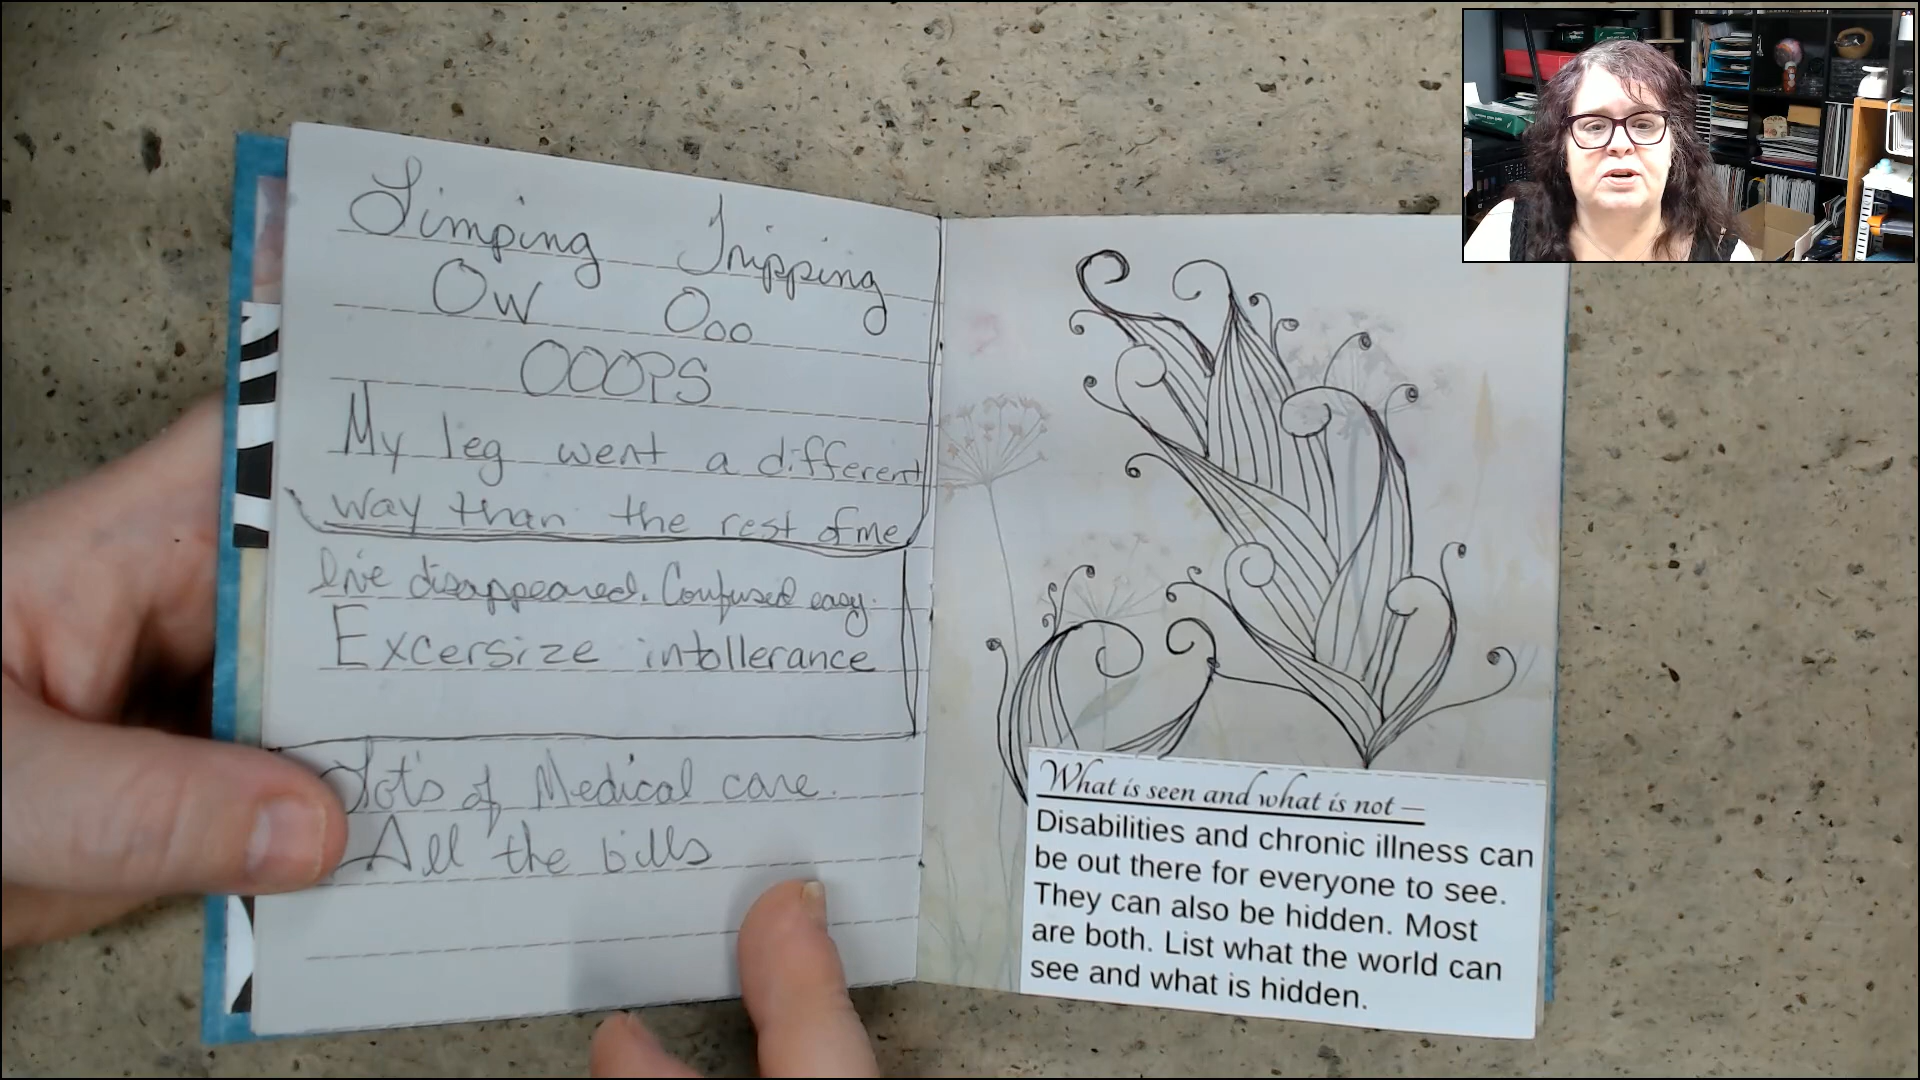 Limping Tripping
Ow Ooo
OOOPS
My leg went a different
way than the rest of me
I've disappeared. Confused easy.
Excersize intollerance
Lot's of Medical care.
All the bills
What is seen and what is not —
Disabilities and chronic illness can
be out there for everyone to see.
They can also be hidden. Most
are both. List what the world can
see and what is hidden.